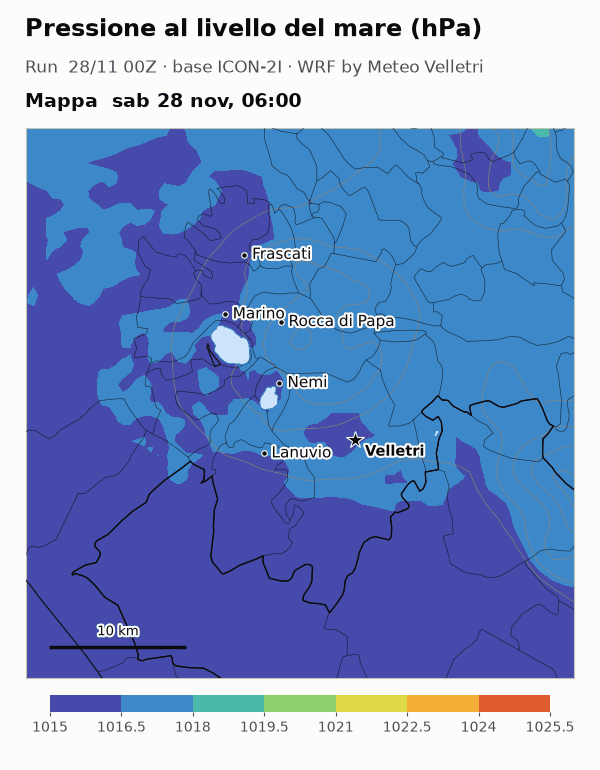 Pressione al livello del mare (hPa)
Run  28/11 00Z · base ICON-2I · WRF by Meteo Velletri
Mappa  sab 28 nov, 06:00
Frascati
Marino
Rocca di Papa
Nemi
Velletri
Lanuvio
10 km
1015 1016.5 1018 1019.5 1021 1022.5 1024 1025.5